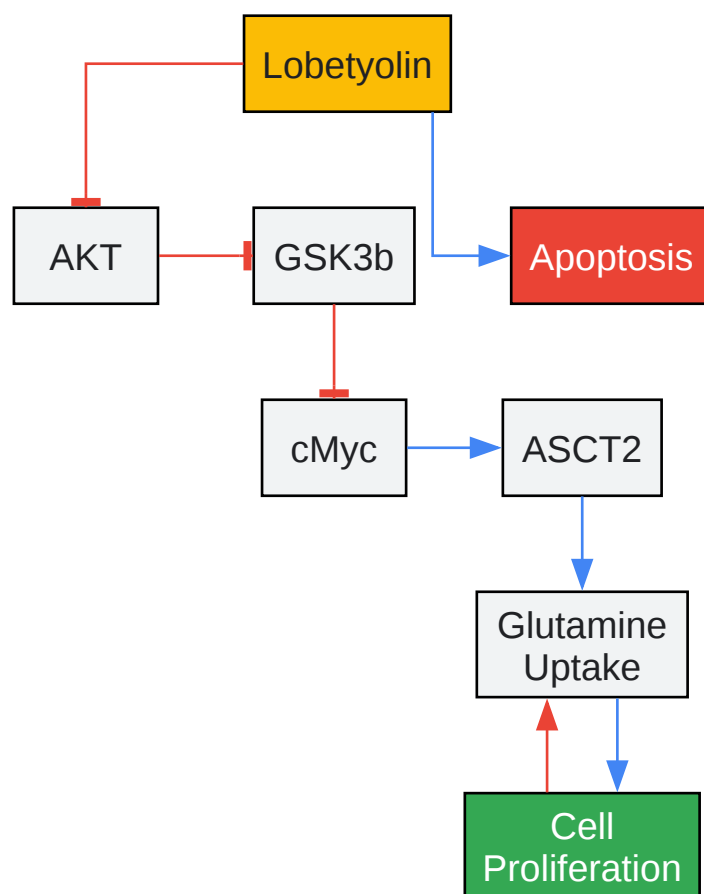 Lobetyolin
AKT
GSK3b
Apoptosis
cMyc
ASCT2
Glutamine
Uptake
Cell
Proliferation